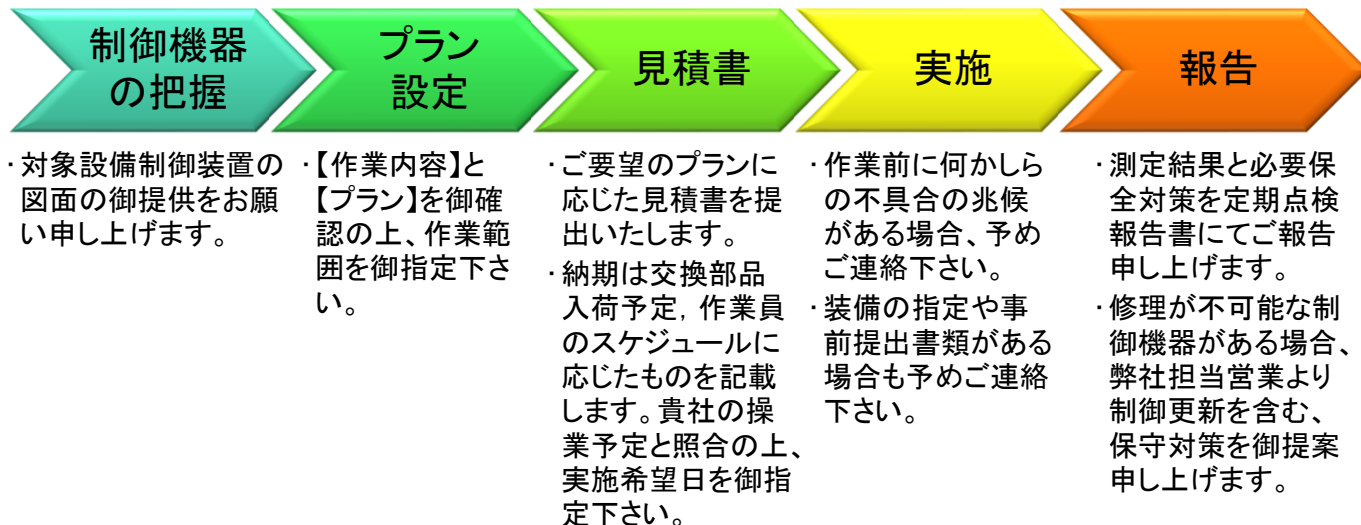 制御機器
の把握
プラン
設定
見積書
実施
報告
・対象設備制御装置の
図面の御提供をお願
い申し上げます。
・【作業内容】と
【プラン】を御確
認の上、作業範
囲を御指定下さ
い。
・ご要望のプランに
応じた見積書を提
出いたします。
・納期は交換部品
入荷予定，作業員
のスケジュールに
応じたものを記載
します。貴社の操
業予定と照合の上、
実施希望日を御指
定下さい。
・作業前に何かしら
の不具合の兆候
がある場合、予め
ご連絡下さい。
・装備の指定や事
前提出書類がある
場合も予めご連絡
下さい。
・測定結果と必要保
全対策を定期点検
報告書にてご報告
申し上げます。
・修理が不可能な制
御機器がある場合、
弊社担当営業より
制御更新を含む、
保守対策を御提案
申し上げます。